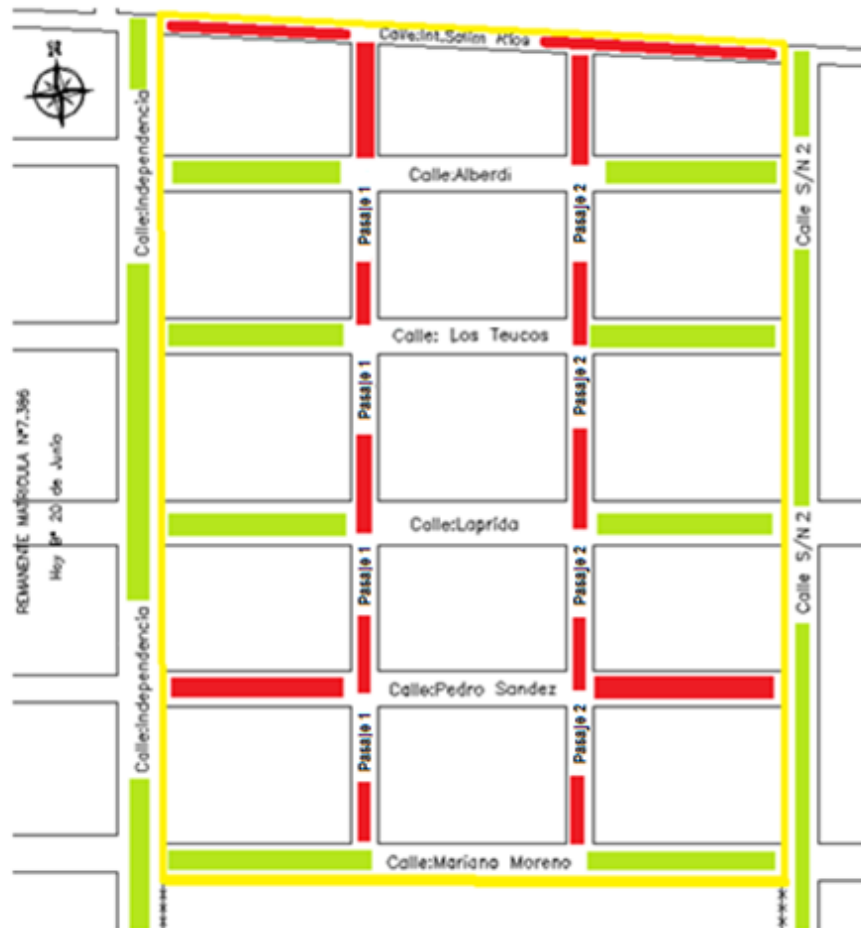 Calle:Int.Salim Rios
Calle:Independencia
Calle:Alberdi
Calle S/N 2
Pasaje 1
Pasaje 2
Calle: Los Teucos
Pasaje 1
Pasaje 2
REMANENTE MATRICULA Nº7.386
Hoy Bº 20 de Junio
Calle:Laprida
Calle S/N 2
Pasaje 1
Pasaje 2
Calle:Independencia
Calle:Pedro Sandez
Pasaje 1
Pasaje 2
Calle:Mariano Moreno